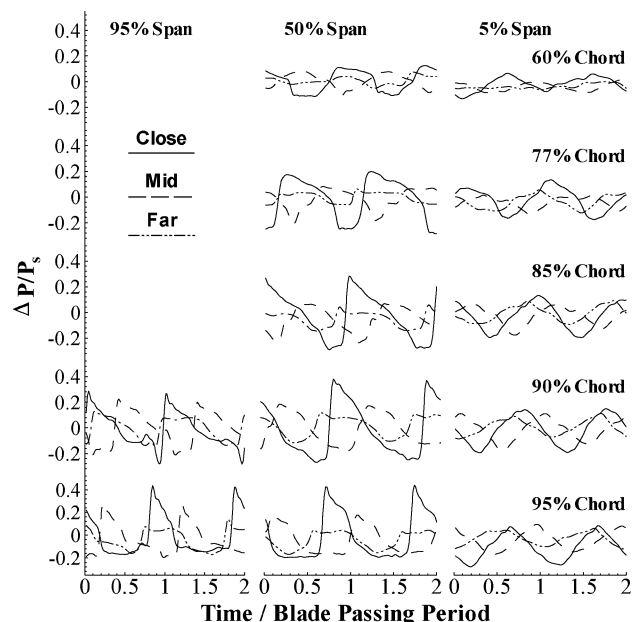 95% Span 50% Span 5% Span
0.4
0.2
0
-0.2
60% Chord
0.4
0.2
0
-0.2
77% Chord
Close
Mid
Far
0.4
0.2
0
-0.2
85% Chord
Δ P/Ps
0.4
0.2
0
-0.2
90% Chord
0.4
0.2
0
-0.2
95% Chord
0 0.5 1 1.5 2 0 0.5 1 1.5 2 0 0.5 1 1.5 2
Time / Blade Passing Period